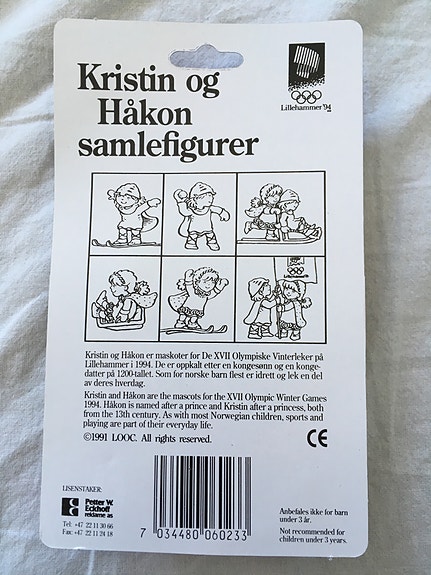 Lillehammer '94
Kristin og
Håkon
samlefigurer
Kristin og Håkon er maskoter for De XVII Olympiske Vinterleker på
Lillehammer i 1994. De er oppkalt etter en kongesønn og en konge-
datter på 1200-tallet. Som for norske barn flest er idrett og lek en del
av deres hverdag.
Kristin and Håkon are the mascots for the XVII Olympic Winter Games
1994. Håkon is named after a prince and Kristin after a princess, both
from the 13th century. As with most Norwegian children, sports and
playing are part of their everyday life.
©1991 LOOC. All rights reserved.
CE
LISENSTAKER:
Petter W.
Eckhoff
reklame as
Tel: +47 22 11 30 66
Fax: +47 22 11 24 18
7 034480 060233
Anbefales ikke for barn
under 3 år.
Not recommended for
children under 3 years.